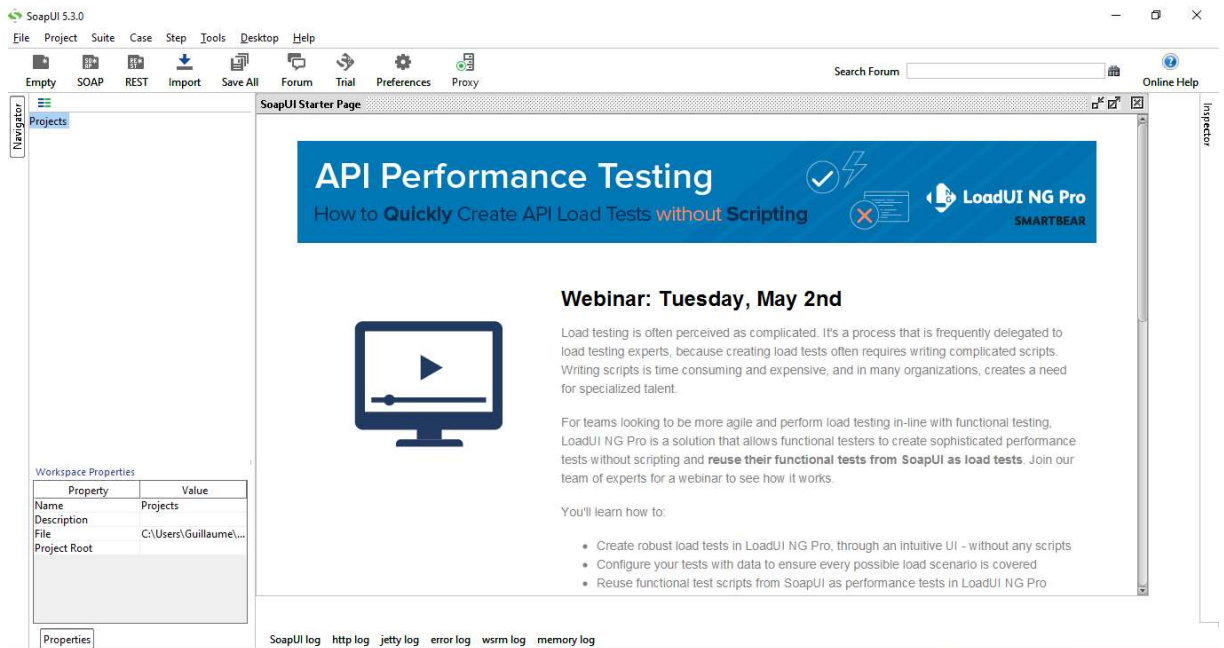 SoapUI 5.3.0
File Project Suite Case Step Tools Desktop Help
Empty SOAP REST Import Save All Forum Trial Preferences Proxy Search Forum Online Help
Navigator
Projects
SoapUI Starter Page
Inspector
API Performance Testing
How to Quickly Create API Load Tests without Scripting
LoadUI NG Pro
SMARTBEAR
Webinar: Tuesday, May 2nd
Load testing is often perceived as complicated. It's a process that is frequently delegated to
load testing experts, because creating load tests often requires writing complicated scripts.
Writing scripts is time consuming and expensive, and in many organizations, creates a need
for specialized talent.
For teams looking to be more agile and perform load testing in-line with functional testing,
LoadUI NG Pro is a solution that allows functional testers to create sophisticated performance
tests without scripting and reuse their functional tests from SoapUI as load tests. Join our
team of experts for a webinar to see how it works.
You'll learn how to:
• Create robust load tests in LoadUI NG Pro, through an intuitive UI - without any scripts
• Configure your tests with data to ensure every possible load scenario is covered
• Reuse functional test scripts from SoapUI as performance tests in LoadUI NG Pro
Workspace Properties
Property Value
Name Projects
Description
File C:\Users\Guillaume\...
Project Root
Properties
SoapUI log http log jetty log error log wsrm log memory log